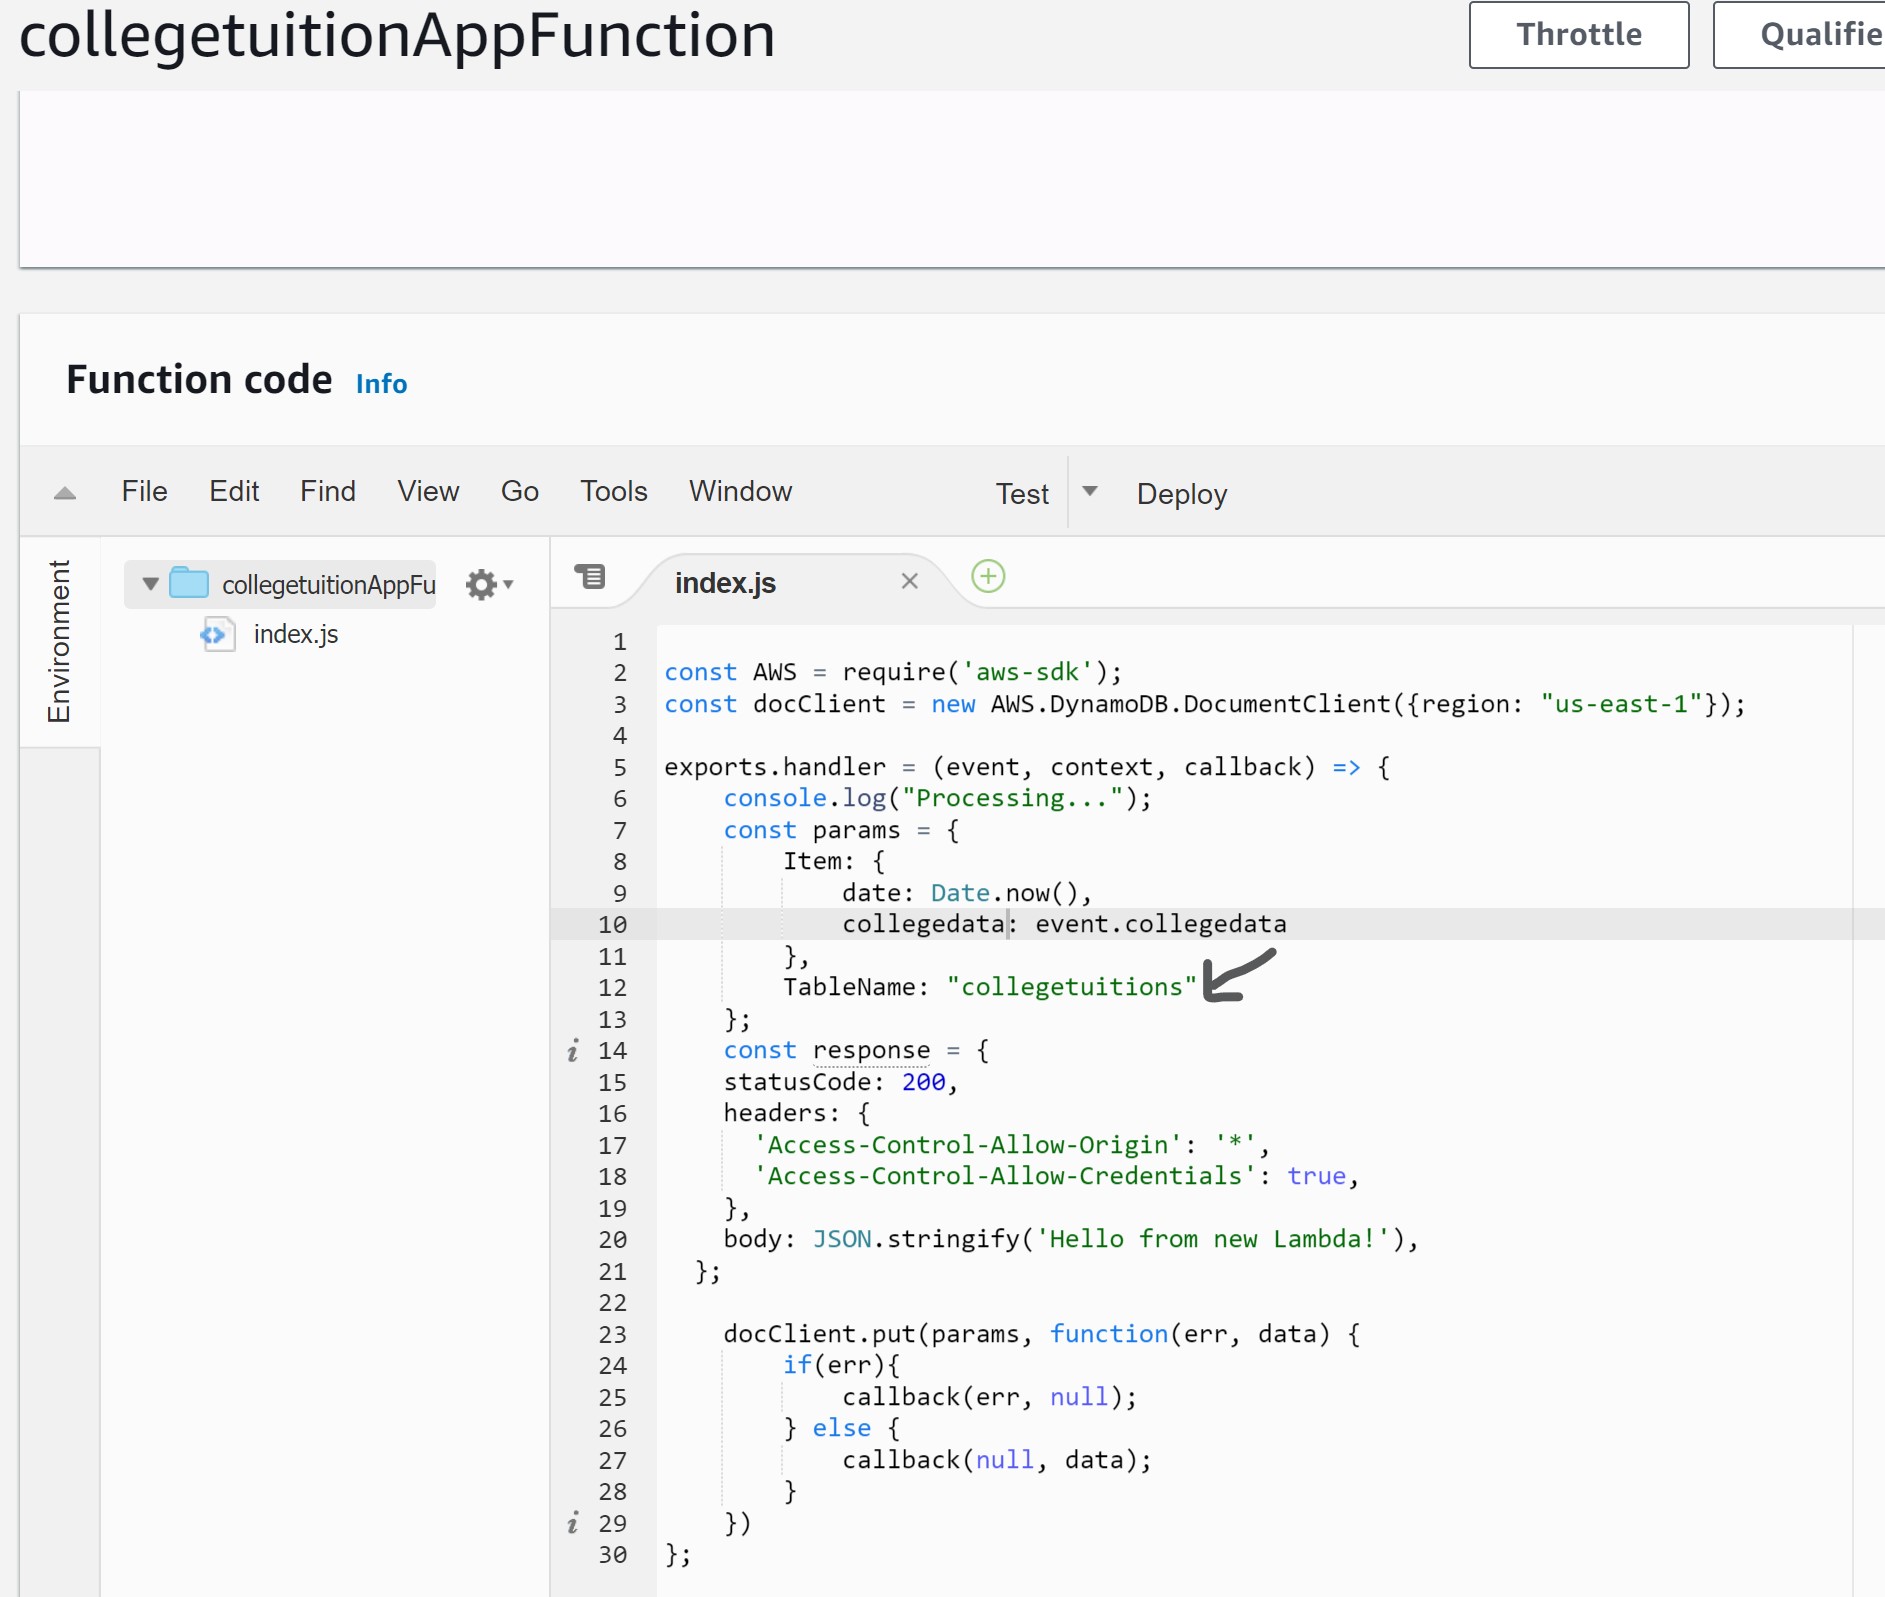 collegetuitionAppFunction
Throttle
Qualifie
Function code Info
File Edit Find View Go Tools Window Test Deploy
Environment
collegetuitionAppFu
index.js
index.js
1
2 const AWS = require('aws-sdk');
3 const docClient = new AWS.DynamoDB.DocumentClient({region: "us-east-1"});
4
5 exports.handler = (event, context, callback) => {
6     console.log("Processing...");
7     const params = {
8         Item: {
9             date: Date.now(),
10             collegedata: event.collegedata
11         },
12         TableName: "collegetuitions"
13     };
i 14     const response = {
15     statusCode: 200,
16     headers: {
17       'Access-Control-Allow-Origin': '*',
18       'Access-Control-Allow-Credentials': true,
19     },
20     body: JSON.stringify('Hello from new Lambda!'),
21   };
22
23     docClient.put(params, function(err, data) {
24         if(err){
25             callback(err, null);
26         } else {
27             callback(null, data);
28         }
i 29     })
30 };